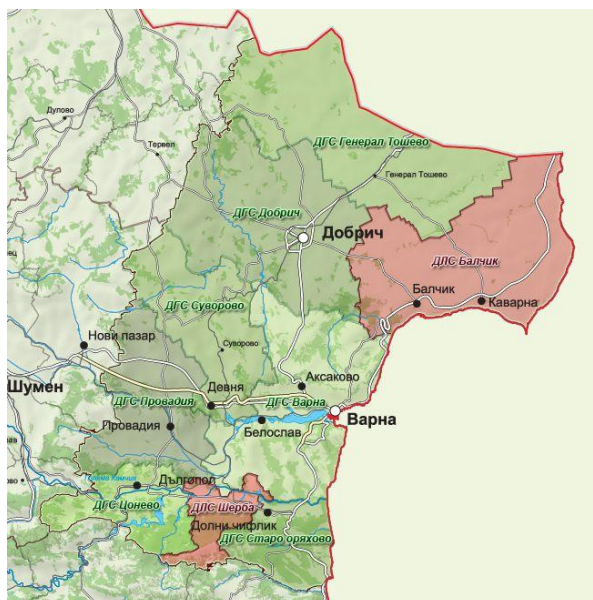 Дулово
Тервел
ДГС Генерал Тошево
Генерал Тошево
ДГС Добрич
Добрич
ДЛС Балчик
Балчик
Каварна
ДГС Суворово
Суворово
Нови пазар
Шумен
Девня
Аксаково
ДГС Провадия
ДГС Варна
Варна
Провадия
Белослав
Дългопол
ДГС Цонево
ДЛС Шерба
Долни чифлик
ДГС Старо оряхово